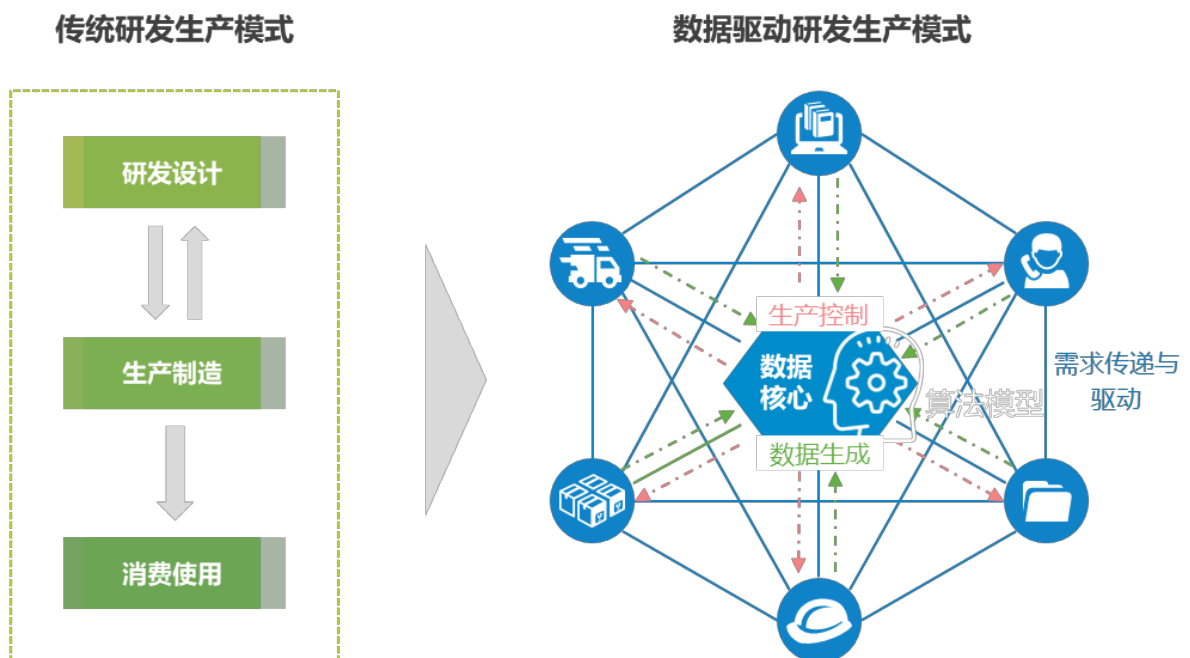 传统研发生产模式
数据驱动研发生产模式
研发设计
生产制造
消费使用
生产控制
数据
核心
算法模型
数据生成
需求传递与
驱动